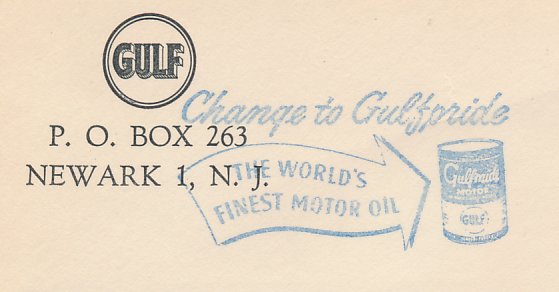 GULF
Change to Gulfpride
P. O. BOX 263
NEWARK 1, N. J.
THE WORLD'S
FINEST MOTOR OIL
Gulfpride
MOTOR
GULF